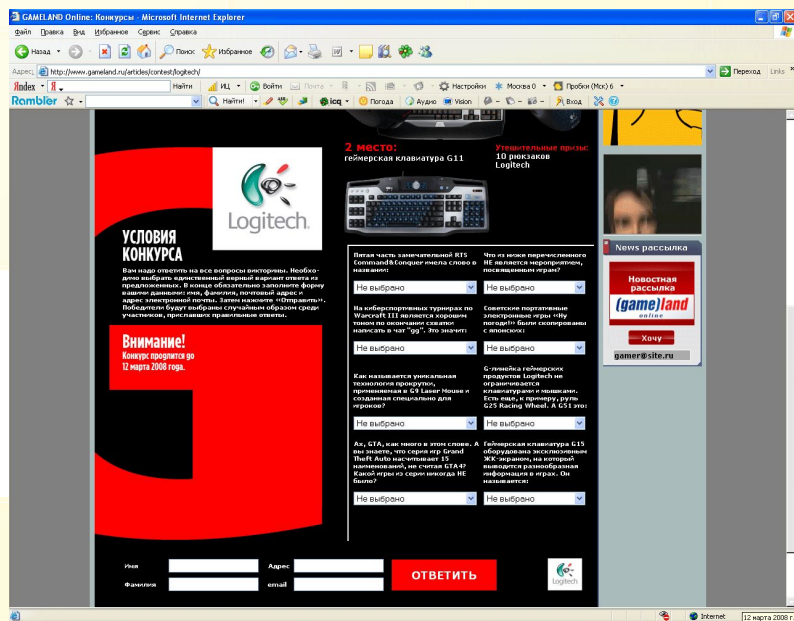 GAMELAND Online: Конкурсы - Microsoft Internet Explorer
Файл Правка Вид Избранное Сервис Справка
Назад Поиск Избранное
Адрес: http://www.gameland.ru/articles/contest/logitech/ Переход Links
Яndex Я Найти ИЦ Войти Почта Настройки Москва 0 Пробки (Мск) 6
Rambler Найти! icq Погода Аудио Vision Вход
2 место:
геймерская клавиатура G11
Утешительные призы:
10 рюкзаков
Logitech
Logitech
УСЛОВИЯ
КОНКУРСА
Вам надо ответить на все вопросы викторины. Необхо-
димо выбрать единственный верный вариант ответа из
предложенных. В конце обязательно заполните форму
вашими данными: имя, фамилия, почтовый адрес и
адрес электронной почты. Затем нажмите «Отправить».
Победители будут выбраны случайным образом среди
участников, приславших правильные ответы.
Внимание!
Конкурс продлится до
12 марта 2008 года.
Пятая часть замечательной RTS
Command&Conquer имела слово в
названии:
Не выбрано
Что из ниже перечисленного
НЕ является мероприятием,
посвященным играм?
Не выбрано
На киберспортивных турнирах по
Warcraft III является хорошим
тоном по окончании схватки
написать в чат "gg". Это значит:
Не выбрано
Советские портативные
электронные игры «Ну
погоди!» были скопированы
с японских:
Не выбрано
Как называется уникальная
технология прокрутки,
применяемая в G9 Laser Mouse и
созданная специально для
игроков?
Не выбрано
G-линейка геймерских
продуктов Logitech не
ограничивается
клавиатурами и мышками.
Есть еще, к примеру, руль
G25 Racing Wheel. А G51 это:
Не выбрано
Ах, GTA, как много в этом слове. А
вы знаете, что серия игр Grand
Theft Auto насчитывает 15
наименований, не считая GTA4?
Какой игры из серии никогда НЕ
было?
Не выбрано
Геймерская клавиатура G15
оборудована эксклюзивным
ЖК-экраном, на который
выводится разнообразная
информация в играх. Он
называется:
Не выбрано
News рассылка
Новостная
рассылка
(game)land
online
Хочу
gamer@site.ru
Имя
Адрес
Фамилия
email
ОТВЕТИТЬ
Logitech
Internet
12 марта 2008 г.